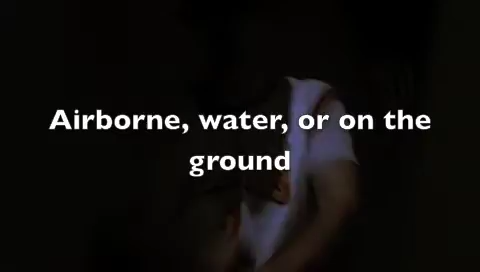 Airborne, water, or on the
ground